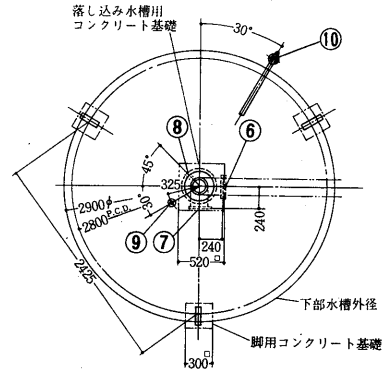 落し込み水槽用
コンクリート基礎
30°
⑩
⑧
⑥
45°
325
30°
2900φ
2800P.C.D.
⑨
⑦
240
240
520□
2425
下部水槽外径
脚用コンクリート基礎
300□